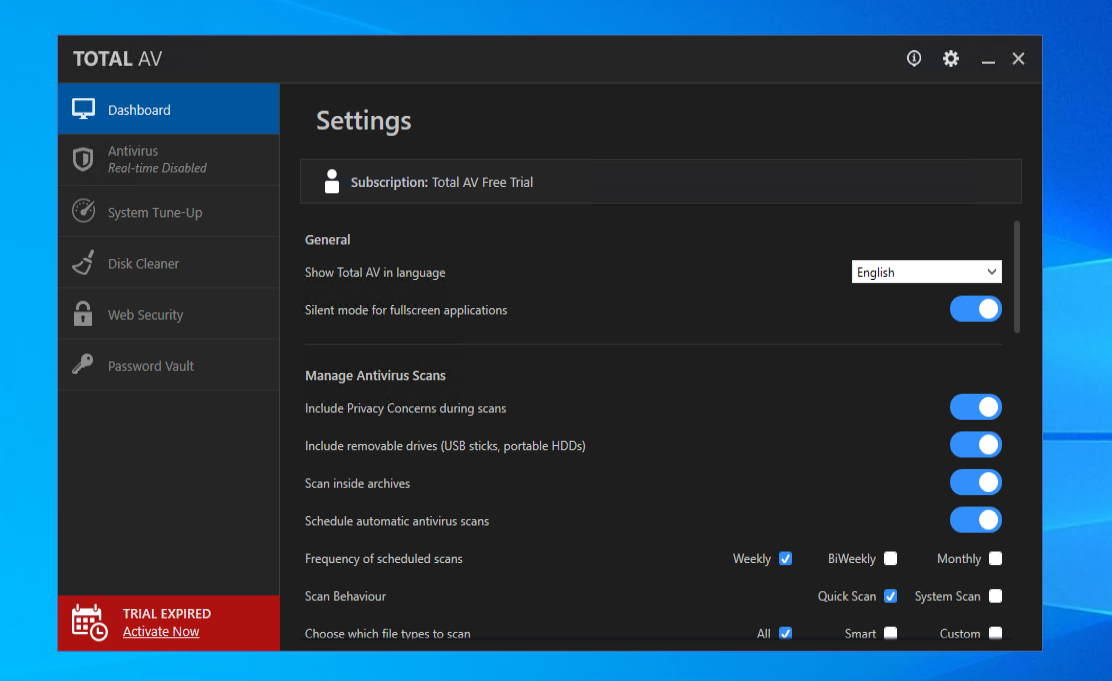 TOTAL AV
Dashboard
Antivirus
Real-time Disabled
System Tune-Up
Disk Cleaner
Web Security
Password Vault
TRIAL EXPIRED
Activate Now
Settings
Subscription: Total AV Free Trial
General
Show Total AV in language English
Silent mode for fullscreen applications
Manage Antivirus Scans
Include Privacy Concerns during scans
Include removable drives (USB sticks, portable HDDs)
Scan inside archives
Schedule automatic antivirus scans
Frequency of scheduled scans Weekly BiWeekly Monthly
Scan Behaviour Quick Scan System Scan
Choose which file types to scan All Smart Custom